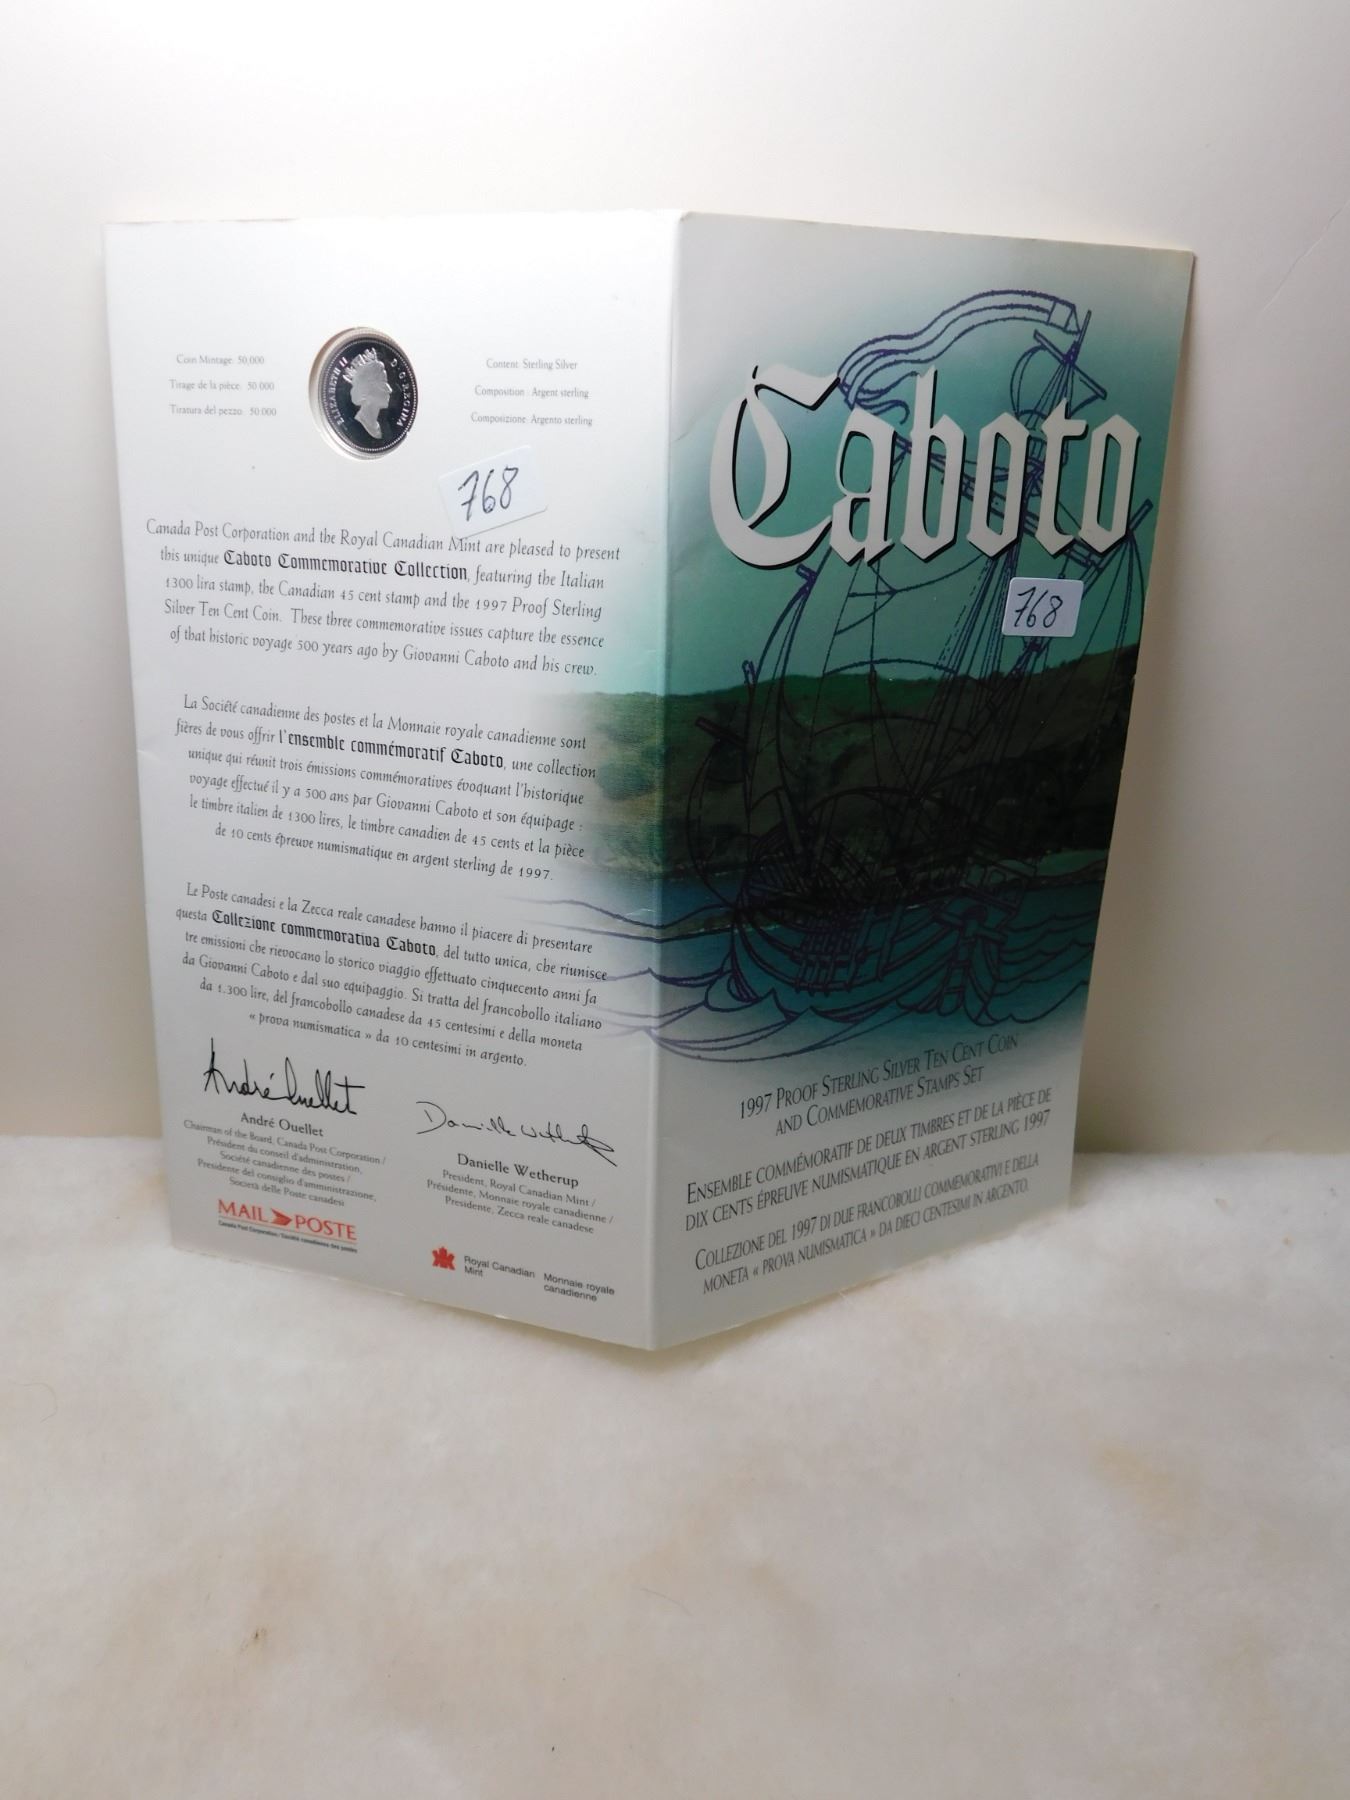 Coin Mintage: 50,000
Tirage de la pièce: 50 000
Tiratura del pezzo: 50.000
ELIZABETH II D·G·REGINA
Content: Sterling Silver
Composition : Argent sterling
Composizione: Argento sterling
768
Canada Post Corporation and the Royal Canadian Mint are pleased to present
this unique Caboto Commemorative Collection, featuring the Italian
1300 lira stamp, the Canadian 45 cent stamp and the 1997 Proof Sterling
Silver Ten Cent Coin. These three commemorative issues capture the essence
of that historic voyage 500 years ago by Giovanni Caboto and his crew.
La Société canadienne des postes et la Monnaie royale canadienne sont
fières de vous offrir l'ensemble commémoratif Caboto, une collection
unique qui réunit trois émissions commémoratives évoquant l'historique
voyage effectué il y a 500 ans par Giovanni Caboto et son équipage :
le timbre italien de 1300 lires, le timbre canadien de 45 cents et la pièce
de 10 cents épreuve numismatique en argent sterling de 1997.
Le Poste canadesi e la Zecca reale canadese hanno il piacere di presentare
questa Collezione commemorativa Caboto, del tutto unica, che riunisce
tre emissioni che rievocano lo storico viaggio effettuato cinquecento anni fa
da Giovanni Caboto e dal suo equipaggio. Si tratta del francobollo italiano
da 1.300 lire, del francobollo canadese da 45 centesimi e della moneta
« prova numismatica » da 10 centesimi in argento.
André Ouellet
André Ouellet
Chairman of the Board, Canada Post Corporation /
Président du conseil d'administration,
Société canadienne des postes /
Presidente del consiglio d'amministrazione,
Società delle Poste canadesi
MAIL POSTE
Canada Post Corporation / Société canadienne des postes
Danielle Wetherup
Danielle Wetherup
President, Royal Canadian Mint /
Présidente, Monnaie royale canadienne /
Presidente, Zecca reale canadese
Royal Canadian Mint
Monnaie royale canadienne
Caboto
768
1997 PROOF STERLING SILVER TEN CENT COIN
AND COMMEMORATIVE STAMPS SET
ENSEMBLE COMMÉMORATIF DE DEUX TIMBRES ET DE LA PIÈCE DE
DIX CENTS ÉPREUVE NUMISMATIQUE EN ARGENT STERLING 1997
COLLEZIONE DEL 1997 DI DUE FRANCOBOLLI COMMEMORATIVI E DELLA
MONETA « PROVA NUMISMATICA » DA DIECI CENTESIMI IN ARGENTO.